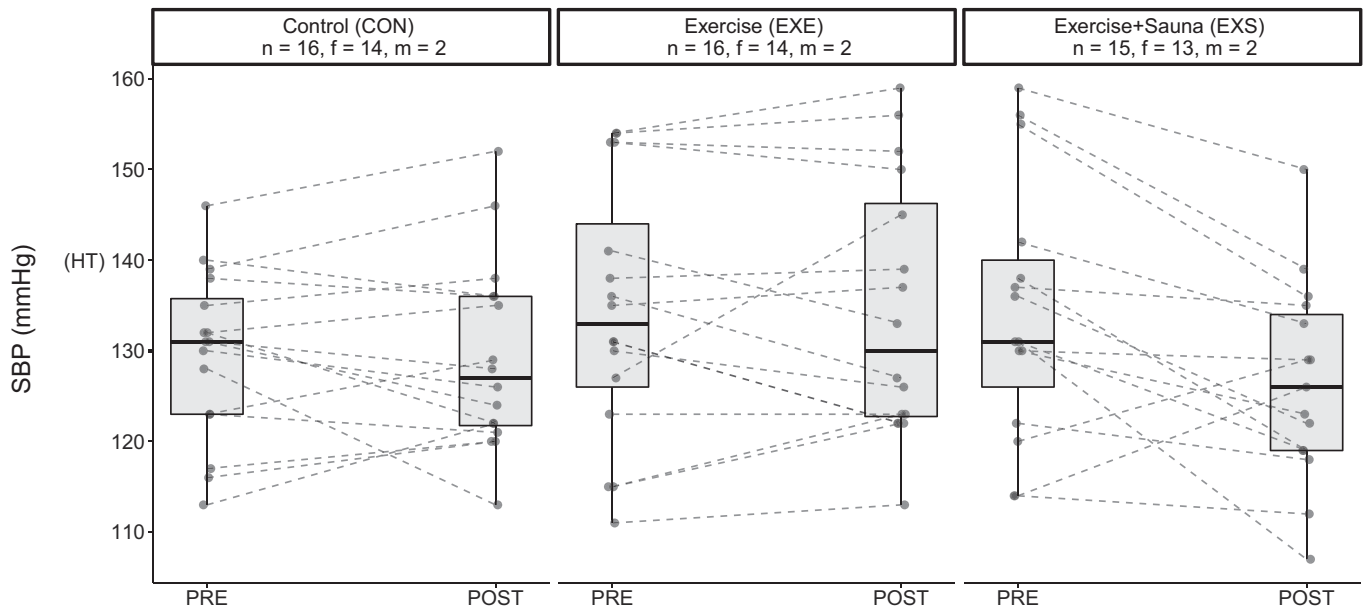 Control (CON)
n = 16, f = 14, m = 2
Exercise (EXE)
n = 16, f = 14, m = 2
Exercise+Sauna (EXS)
n = 15, f = 13, m = 2
SBP (mmHg)
160
150
(HT) 140
130
120
110
PRE
POST
PRE
POST
PRE
POST